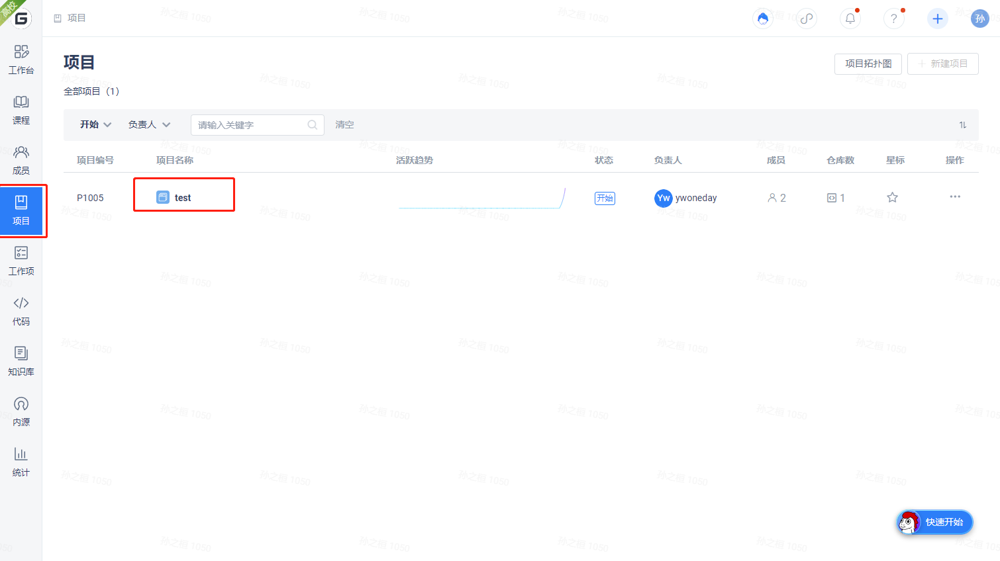 高校
G
项目
孙
工作台
课程
成员
项目
工作项
代码
知识库
内源
统计
项目
项目拓扑图
新建项目
全部项目（1）
开始
负责人
请输入关键字
清空
项目编号
项目名称
活跃趋势
状态
负责人
成员
仓库数
星标
操作
P1005
test
开始
Yw
ywoneday
2
1
快速开始